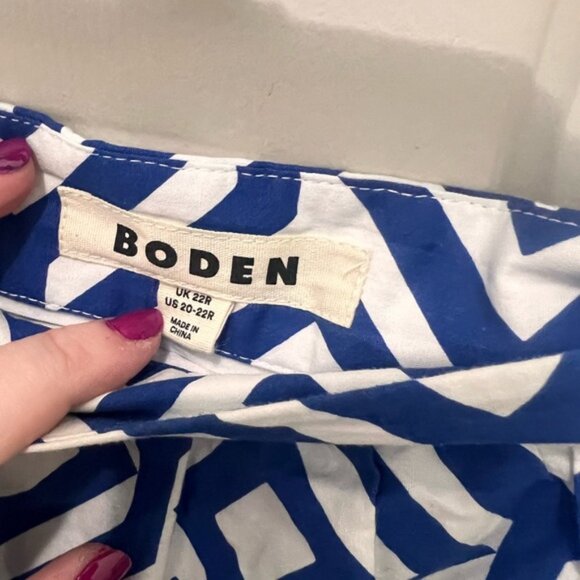 BODEN
UK 22R
US 20-22R
MADE IN
CHINA